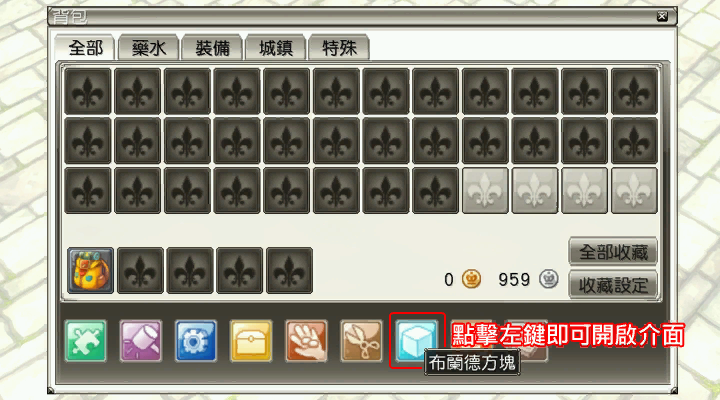 背包
全部 藥水 裝備 城鎮 特殊
全部收藏
0 959
收藏設定
點擊左鍵即可開啟介面
布蘭德方塊